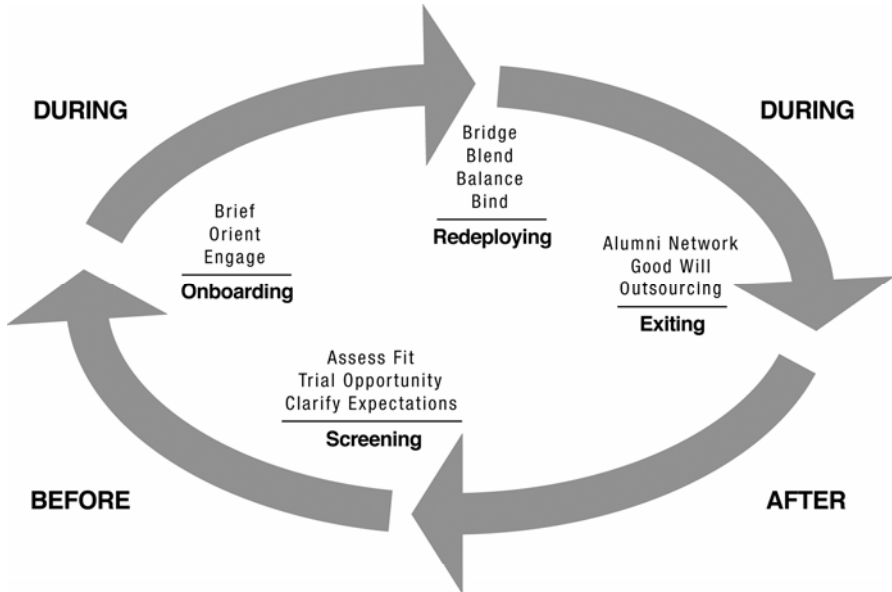 DURING
DURING
Bridge
Blend
Balance
Bind
Redeploying
Brief
Orient
Engage
Onboarding
Alumni Network
Good Will
Outsourcing
Exiting
Assess Fit
Trial Opportunity
Clarify Expectations
Screening
BEFORE
AFTER